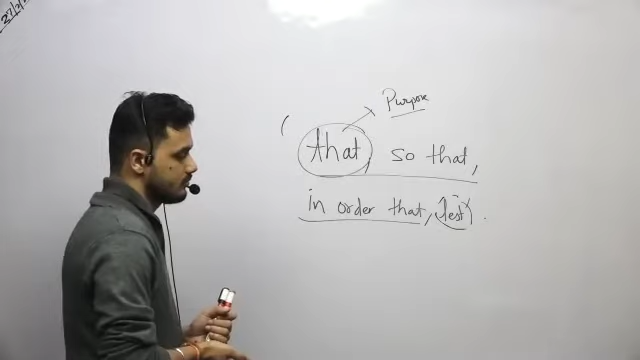 Purpose
( that, so that,
in order that, (lest) .